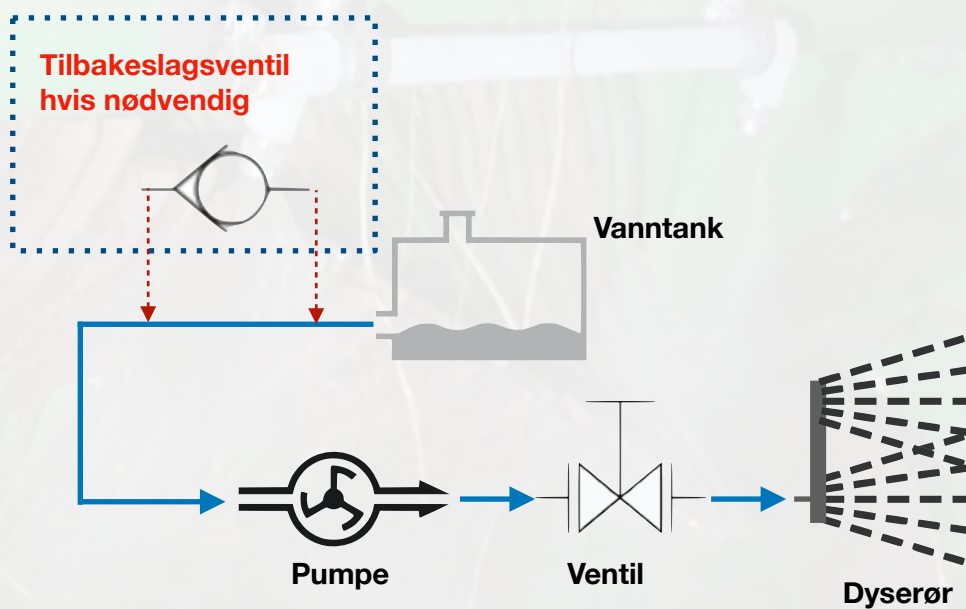 Tilbakeslagsventil
hvis nødvendig
Vanntank
Pumpe
Ventil
Dyserør